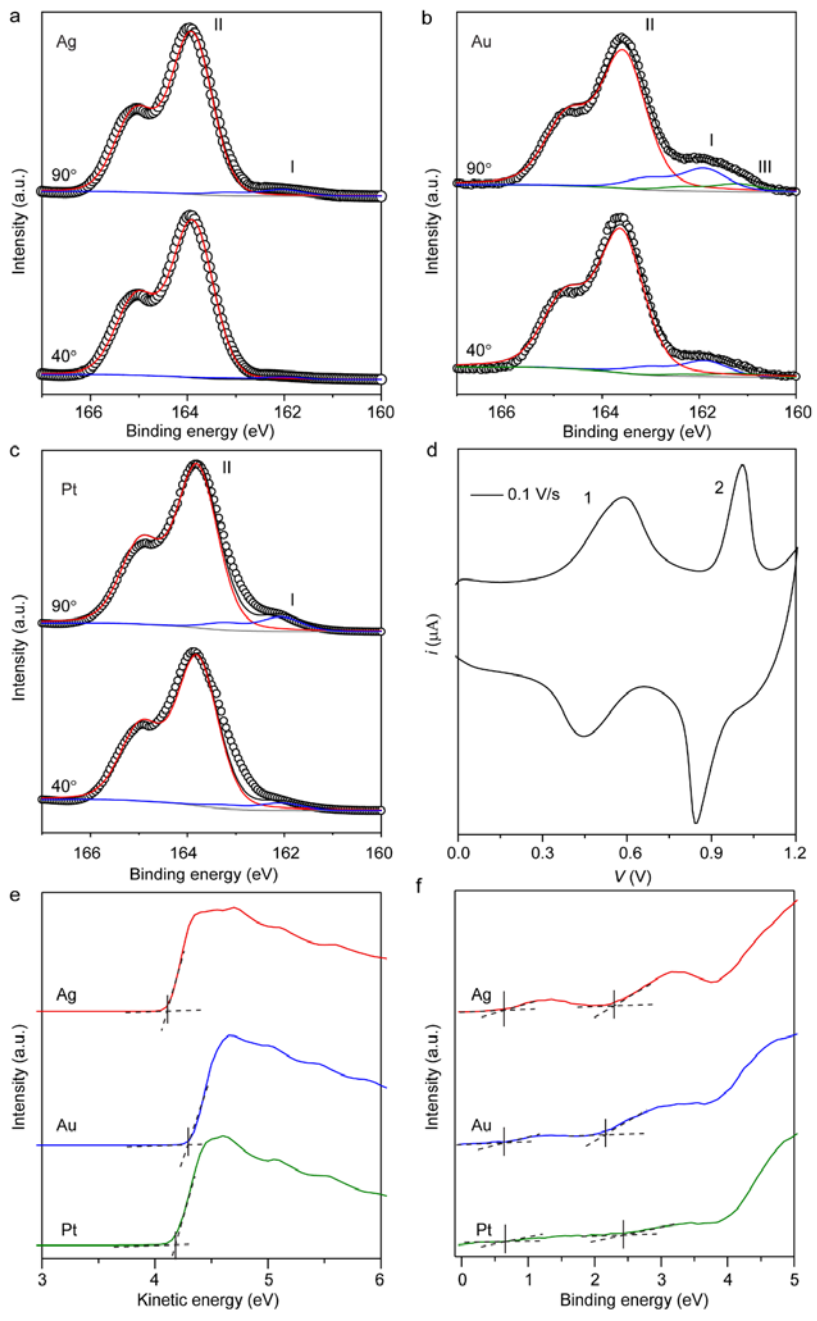 a
Ag
II
I
90°
40°
Intensity (a.u.)
166 164 162 160
Binding energy (eV)
b
Au
II
I
III
90°
40°
Intensity (a.u.)
166 164 162 160
Binding energy (eV)
c
Pt
II
I
90°
40°
Intensity (a.u.)
166 164 162 160
Binding energy (eV)
d
0.1 V/s
1
2
i (µA)
0.0 0.3 0.6 0.9 1.2
V (V)
e
Ag
Au
Pt
Intensity (a.u.)
3 4 5 6
Kinetic energy (eV)
f
Ag
Au
Pt
Intensity (a.u.)
0 1 2 3 4 5
Binding energy (eV)